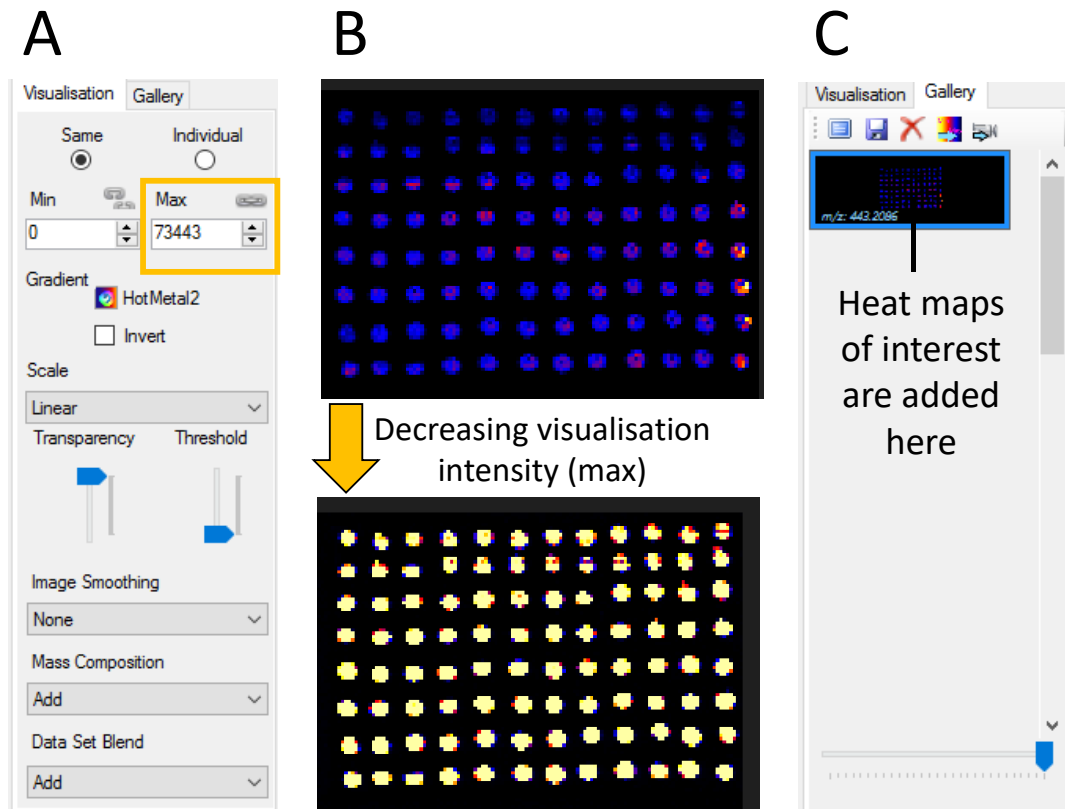 A
B
C
Visualisation Gallery
Same Individual
Min Max
0 73443
Gradient
HotMetal2
Invert
Scale
Linear
Transparency Threshold
Image Smoothing
None
Mass Composition
Add
Data Set Blend
Add
Decreasing visualisation
intensity (max)
Visualisation Gallery
m/z: 443.2086
Heat maps
of interest
are added
here